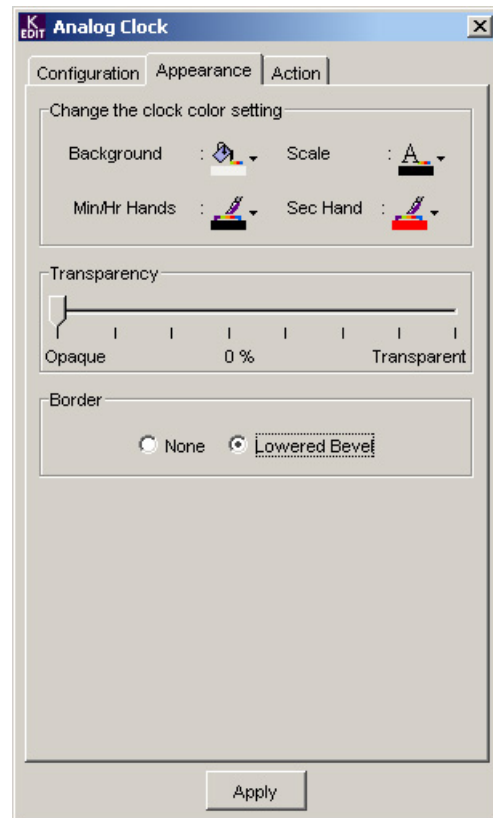 K EDIT Analog Clock
Configuration Appearance Action
Change the clock color setting
Background : Scale : A
Min/Hr Hands : Sec Hand :
Transparency
Opaque 0 % Transparent
Border
None Lowered Bevel
Apply